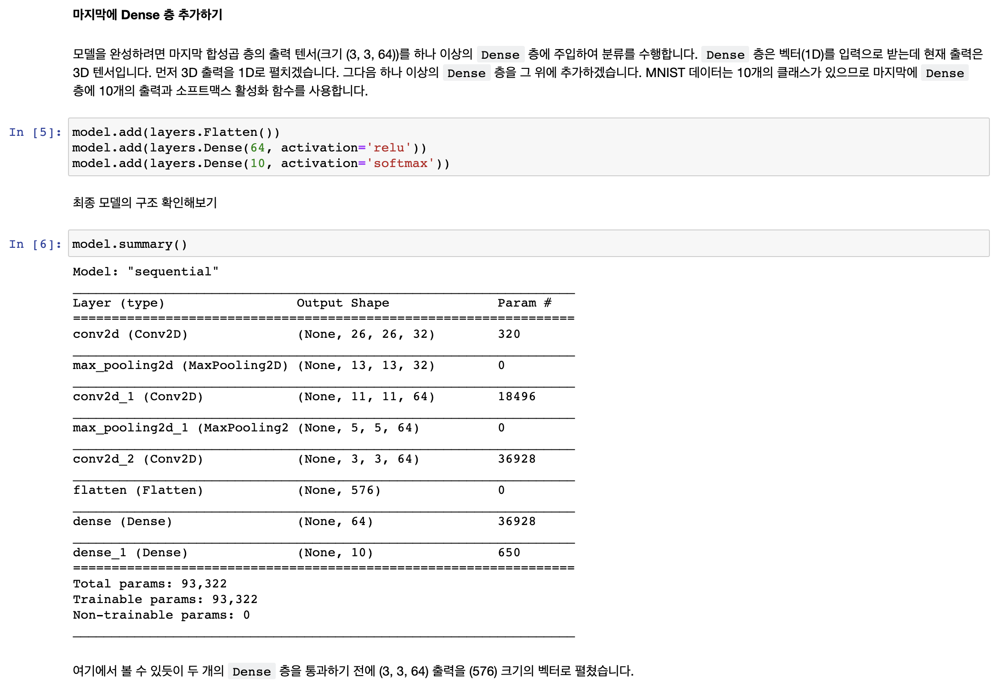 마지막에 Dense 층 추가하기
모델을 완성하려면 마지막 합성곱 층의 출력 텐서(크기 (3, 3, 64))를 하나 이상의 Dense 층에 주입하여 분류를 수행합니다. Dense 층은 벡터(1D)를 입력으로 받는데 현재 출력은
3D 텐서입니다. 먼저 3D 출력을 1D로 펼치겠습니다. 그다음 하나 이상의 Dense 층을 그 위에 추가하겠습니다. MNIST 데이터는 10개의 클래스가 있으므로 마지막에 Dense
층에 10개의 출력과 소프트맥스 활성화 함수를 사용합니다.
In [5]: model.add(layers.Flatten())
model.add(layers.Dense(64, activation='relu'))
model.add(layers.Dense(10, activation='softmax'))
최종 모델의 구조 확인해보기
In [6]: model.summary()
Model: "sequential"
Layer (type) Output Shape Param #
conv2d (Conv2D) (None, 26, 26, 32) 320
max_pooling2d (MaxPooling2D) (None, 13, 13, 32) 0
conv2d_1 (Conv2D) (None, 11, 11, 64) 18496
max_pooling2d_1 (MaxPooling2 (None, 5, 5, 64) 0
conv2d_2 (Conv2D) (None, 3, 3, 64) 36928
flatten (Flatten) (None, 576) 0
dense (Dense) (None, 64) 36928
dense_1 (Dense) (None, 10) 650
Total params: 93,322
Trainable params: 93,322
Non-trainable params: 0
여기에서 볼 수 있듯이 두 개의 Dense 층을 통과하기 전에 (3, 3, 64) 출력을 (576) 크기의 벡터로 펼쳤습니다.